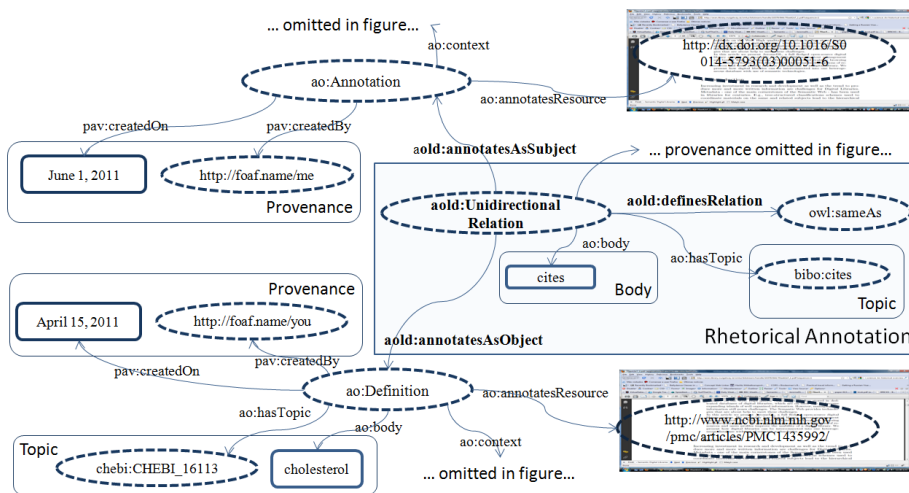 ... omitted in figure...
ao:context
http://dx.doi.org/10.1016/S0
014-5793(03)00051-6
ao:Annotation
ao:annotatesResource
pav:createdOn
pav:createdBy
June 1, 2011
http://foaf.name/me
Provenance
aold:annotatesAsSubject
... provenance omitted in figure...
aold:Unidirectional
Relation
aold:definesRelation
owl:sameAs
ao:body
ao:hasTopic
cites
Body
bibo:cites
Topic
Rhetorical Annotation
Provenance
April 15, 2011
http://foaf.name/you
aold:annotatesAsObject
pav:createdBy
pav:createdOn
ao:Definition
ao:annotatesResource
ao:hasTopic
ao:body
ao:context
http://www.ncbi.nlm.nih.gov
/pmc/articles/PMC1435992/
Topic
chebi:CHEBI_16113
cholesterol
... omitted in figure...